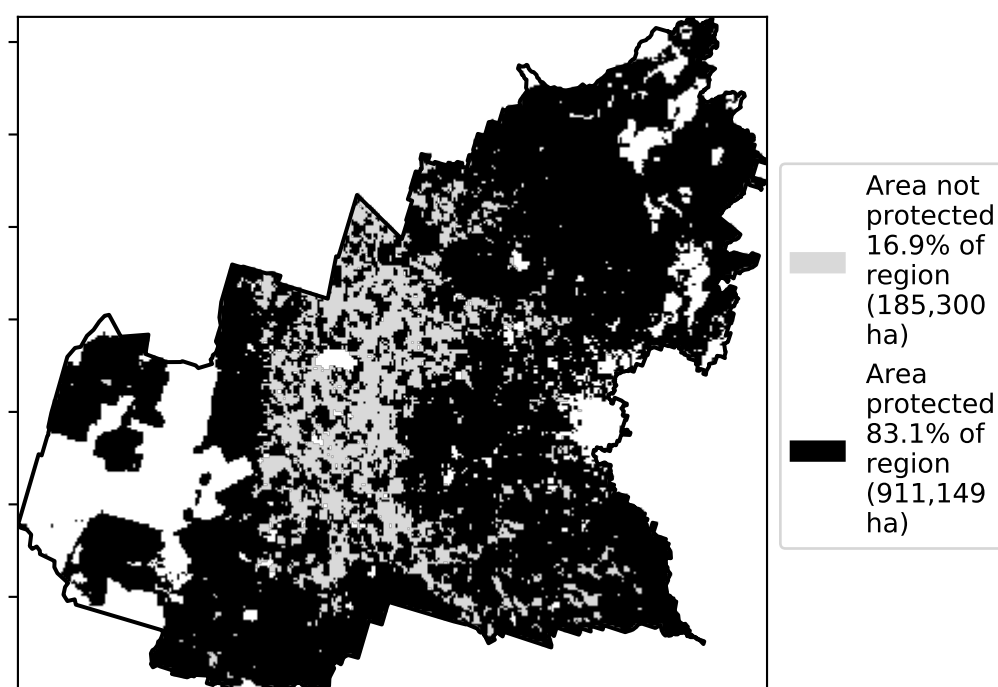 Area not
protected
16.9% of
region
(185,300
ha)
Area
protected
83.1% of
region
(911,149
ha)